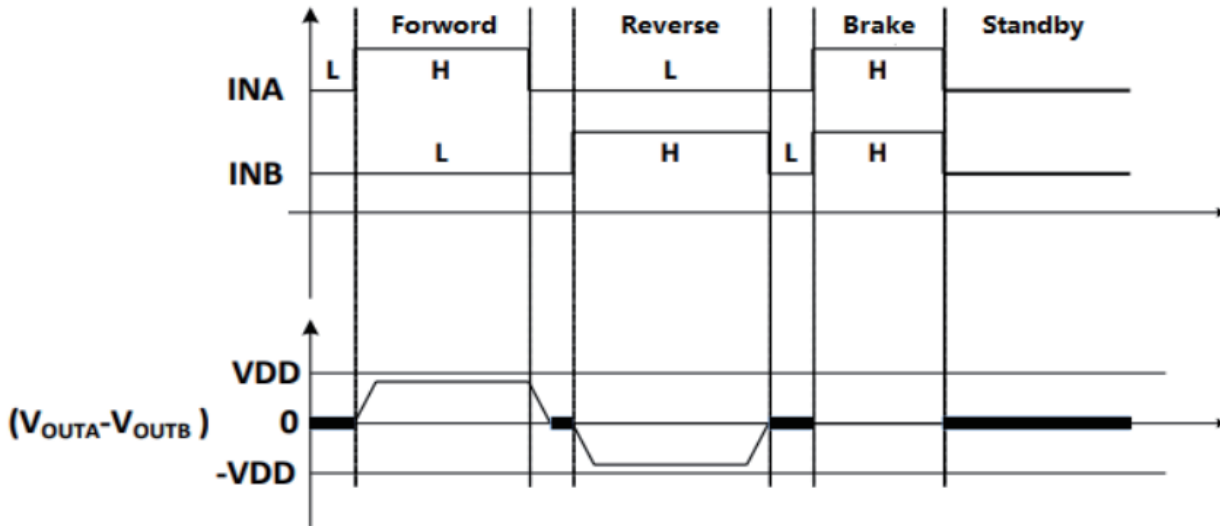 Forword Reverse Brake Standby
L H L H
INA
L H L H
INB
VDD
(VOUTA-VOUTB) 0
-VDD